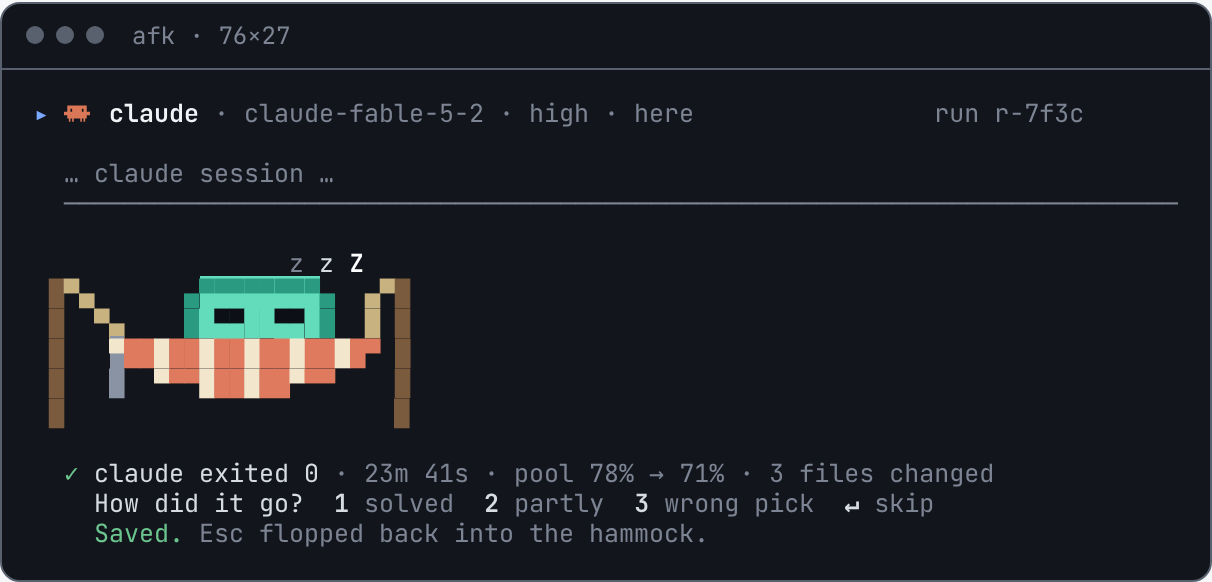 afk · 76×27
▸ claude · claude-fable-5-2 · high · here run r-7f3c
… claude session …
z z Z
✓ claude exited 0 · 23m 41s · pool 78% → 71% · 3 files changed
How did it go? 1 solved 2 partly 3 wrong pick ↵ skip
Saved. Esc flopped back into the hammock.